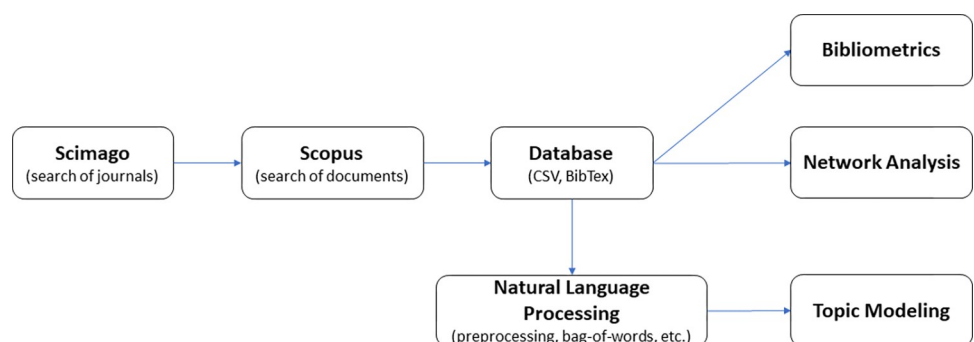 Bibliometrics
Scimago
(search of journals)
Scopus
(search of documents)
Database
(CSV, BibTex)
Network Analysis
Natural Language
Processing
(preprocessing, bag-of-words, etc.)
Topic Modeling